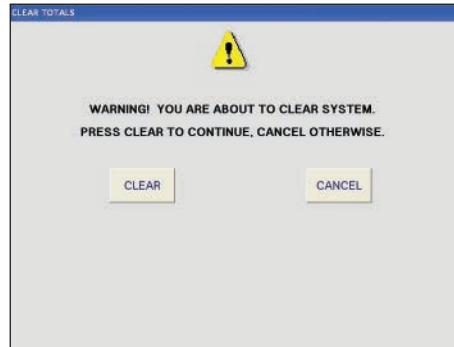 CLEAR TOTALS
WARNING! YOU ARE ABOUT TO CLEAR SYSTEM.
PRESS CLEAR TO CONTINUE, CANCEL OTHERWISE.
CLEAR CANCEL